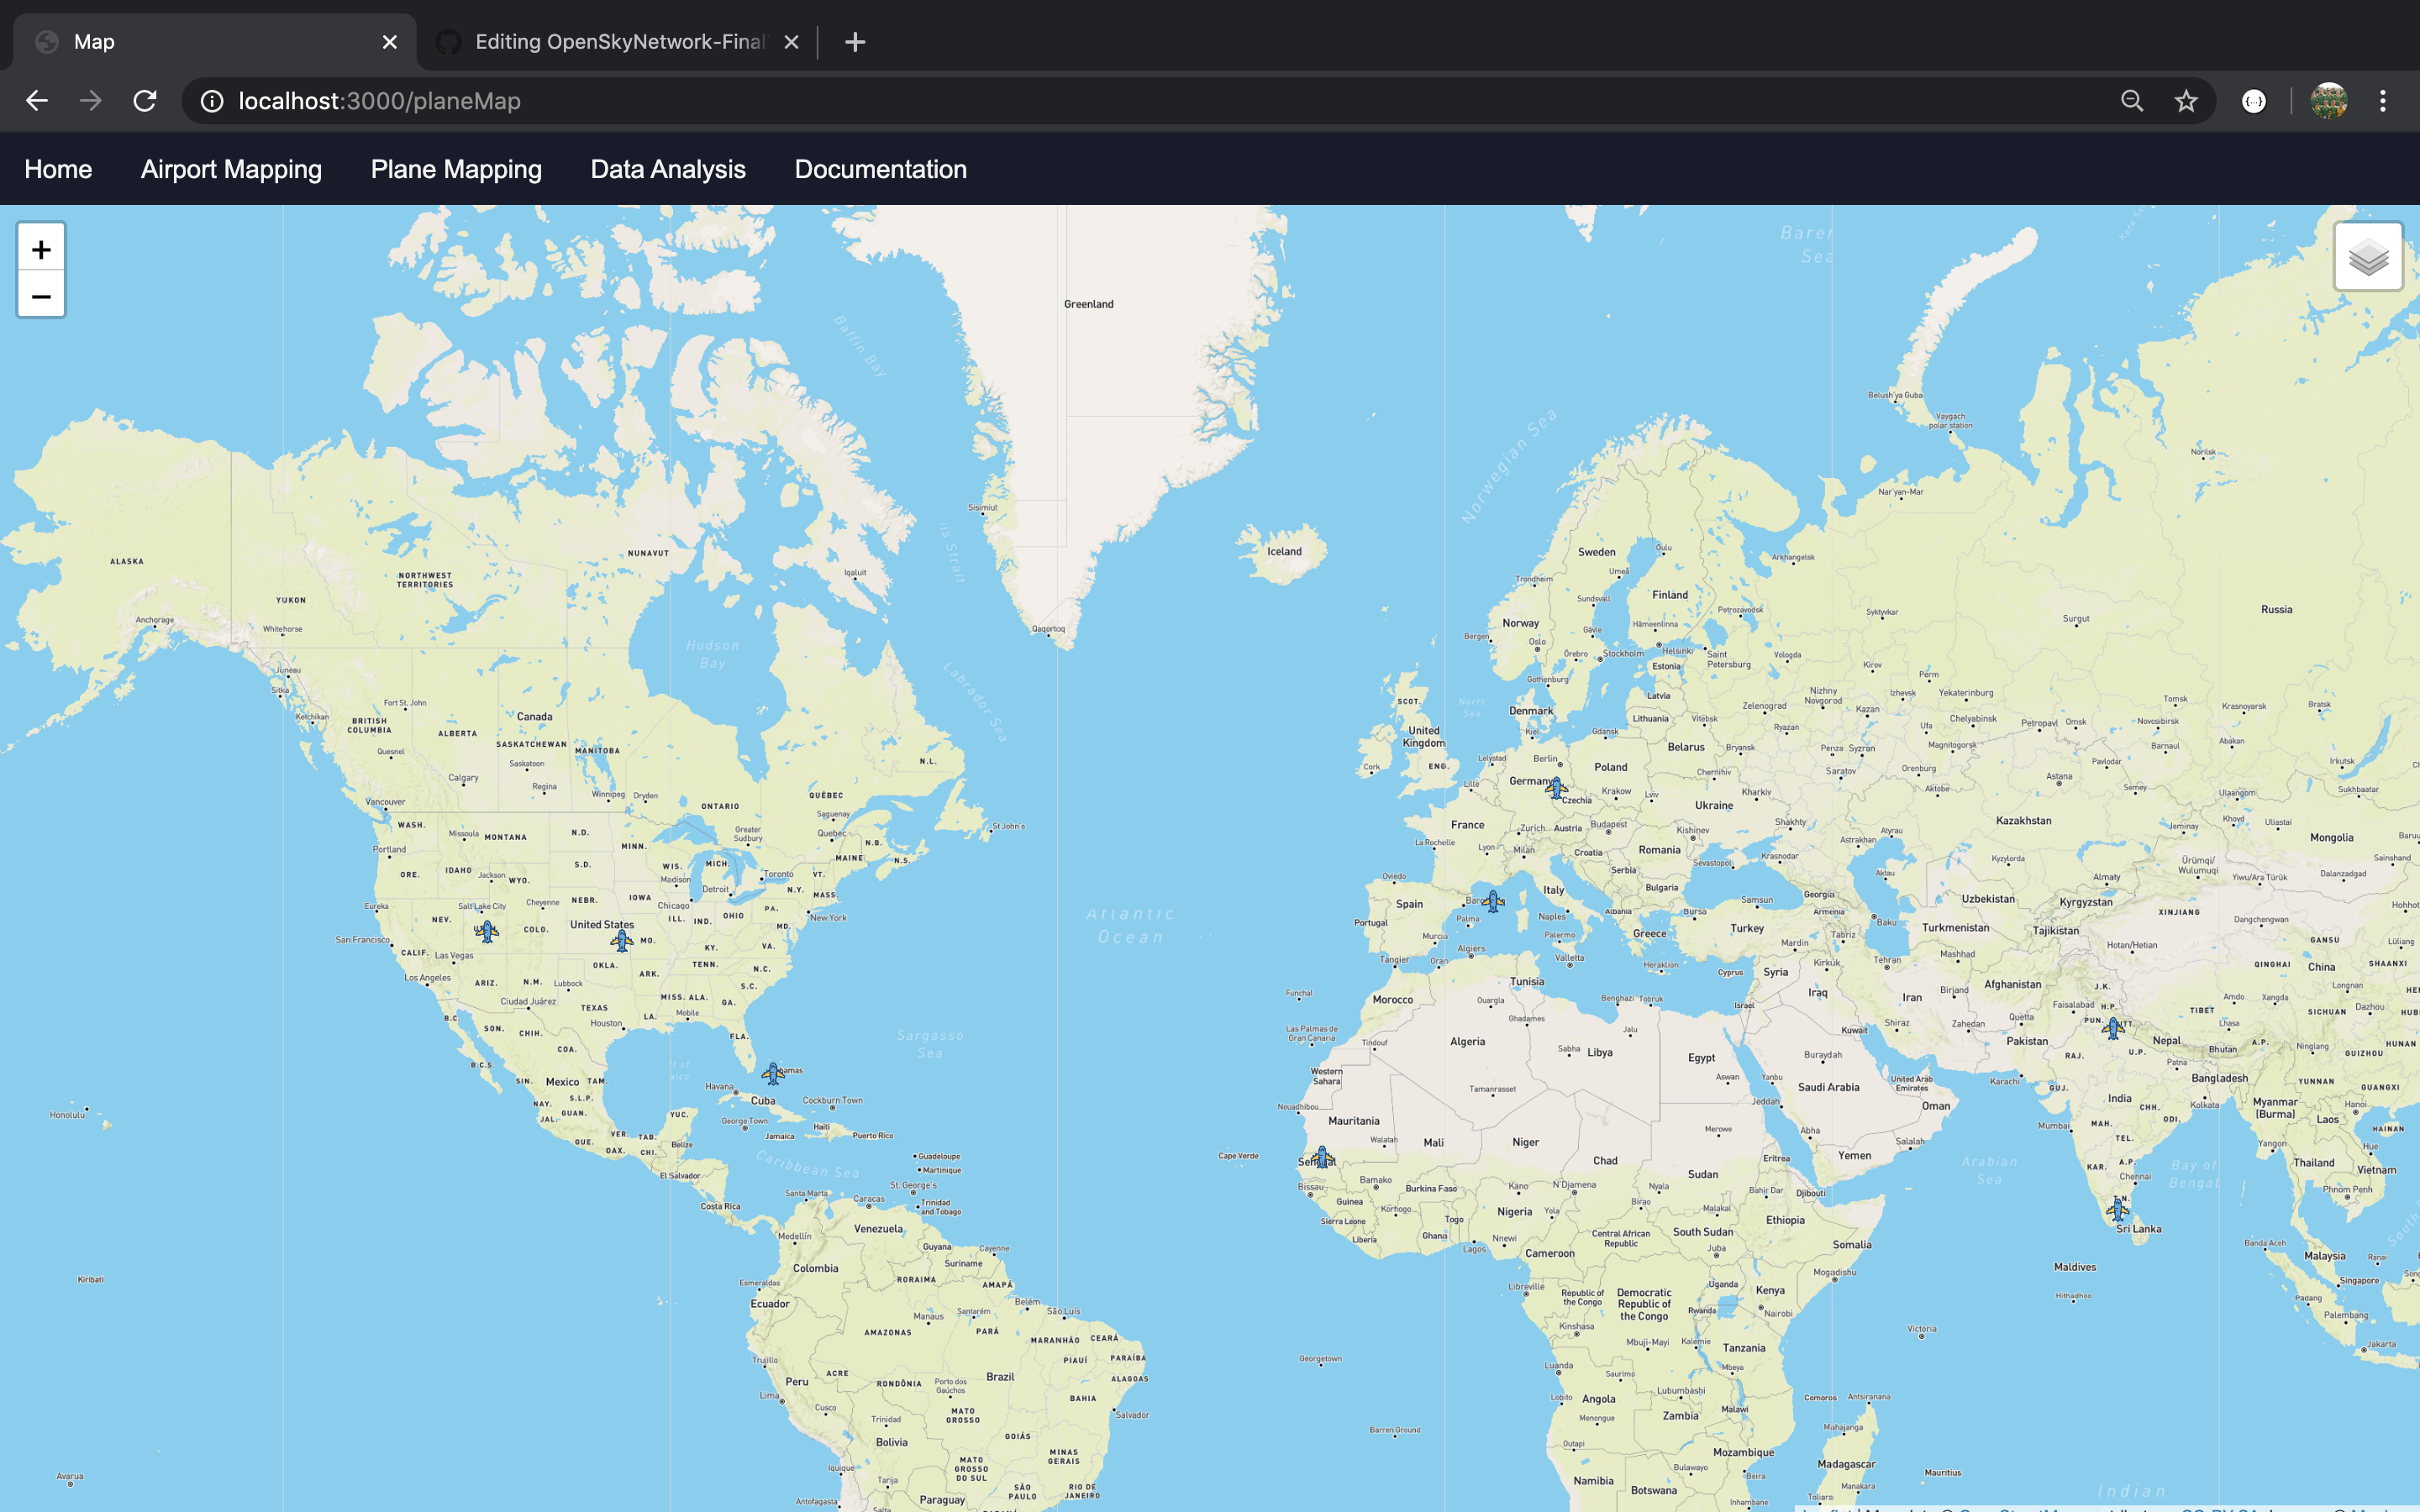 Map
Editing OpenSkyNetwork-Final
localhost:3000/planeMap
Home
Airport Mapping
Plane Mapping
Data Analysis
Documentation
+
−
Greenland
Baffin Bay
Norwegian Sea
Belush'ya Guba
Vaygach
polar station
Norilsk
Nar'yan-Mar
Sisimiut
ALASKA
NUNAVUT
NORTHWEST
TERRITORIES
YUKON
Iqaluit
Iceland
Sweden
Oulu
Arkhangelsk
Umeå
Trondheim
Finland
Sundsvall
Petrozavodsk
Syktyvkar
Surgut
Russia
Anchorage
Whitehorse
Qaqortoq
Norway
Hämeenlinna
Gävle
Bergen
Oslo
Örebro
Stockholm
Helsinki
Saint
Petersburg
Vologda
Kirov
Estonia
Hudson
Bay
Labrador Sea
Juneau
Sitka
Ketchikan
Fort St. John
Gothenburg
Latvia
Perm
Izhevsk
Yekaterinburg
Nizhny
Novgorod
Tomsk
Krasnoyarsk
Bratsk
SCOT.
North
Sea
Denmark
Zelenograd
Kazan
BRITISH
COLUMBIA
Canada
ALBERTA
SASKATCHEWAN
MANITOBA
Quesnel
Saskatoon
Calgary
Regina
Winnipeg
Dryden
Vancouver
ONTARIO
QUÉBEC
N.L.
Saguenay
Quebec
St John's
United
Kingdom
ENG.
Cork
Kiel
Gdansk
Lithuania
Vitebsk
Ryazan
Ufa
Chelyabinsk
Petropavl
Omsk
Novosibirsk
Belarus
Bryansk
Penza
Syzran
Magnitogorsk
Barnaul
Abakan
Lelystad
Berlin
Poland
Germany
Saratov
Orenburg
Astana
Pavlodar
Irkutsk
Lille
Czechia
Krakow
Lviv
Chernihiv
Kharkiv
Ukraine
Aktobe
Semey
Ulaangom
Sukhbaatar
France
Zurich
Austria
Budapest
Kishinev
Shakhty
Astrakhan
Atyrau
Kazakhstan
Jeminay
Khovd
Uliastai
Mongolia
La Rochelle
Lyon
Milan
Croatia
Romania
Sevastopol
Krasnodar
Kyzylorda
Ürümqi/
Wulumuqi
Sainshand
WASH.
Missoula
MONTANA
N.D.
MINN.
Greater
Sudbury
N.B.
MAINE
N.S.
Portland
ORE.
IDAHO
Jackson
WYO.
S.D.
WIS.
Madison
MICH.
Detroit
Toronto
VT.
N.Y.
MASS.
Eureka
Salt Lake City
Cheyenne
NEBR.
IOWA
Chicago
NEV.
COLO.
United States
ILL.
IND.
OHIO
PA.
New York
MD.
San Francisco
CALIF.
Las Vegas
MO.
KY.
VA.
Los Angeles
ARIZ.
N.M.
Lubbock
OKLA.
ARK.
TENN.
N.C.
S.C.
Ciudad Juárez
TEXAS
MISS.
ALA.
GA.
Houston
LA.
Mobile
FLA.
B.C.
SON.
CHIH.
COA.
B.C.S.
SIN.
Mexico
TAM.
S.L.P.
NAY.
GUAN.
JAL.
VER.
TAB.
YUC.
GUE.
OAX.
CHI.
Belize
El Salvador
Costa Rica
Honolulu
Kiribati
Avarua
Atlantic
Ocean
Sargasso
Sea
Havana
Cuba
Cockburn Town
George Town
Jamaica
Haiti
Puerto Rico
Caribbean Sea
Guadeloupe
Martinique
St. George's
Trinidad
and Tobago
Santa Marta
Caracas
Venezuela
Medellín
Guyana
Cayenne
Suriname
Colombia
RORAIMA
AMAPÁ
Esmeraldas
Ecuador
Belém
São Luís
Manaus
Santarém
AMAZONAS
PARÁ
MARANHÃO
CEARÁ
Trujillo
PIAUÍ
PARAÍBA
Peru
ACRE
RONDÔNIA
Porto dos
Gaúchos
Brazil
ALAGOAS
Lima
BAHIA
Cusco
Trinidad
MATO
GROSSO
Salvador
Bolivia
GOIÁS
MINAS
GERAIS
Iquique
Tarija
MATO
GROSSO
DO SUL
SÃO
PAULO
RIO DE
JANEIRO
Antofagasta
Paraguay
Oviedo
Spain
Portugal
Italy
Serbia
Bulgaria
Palma
Naples
Albania
Murcia
Palermo
Greece
Bursa
Samsun
Turkey
Georgia
Armenia
Baku
Aktau
Uzbekistan
Almaty
Kyrgyzstan
XINJIANG
Yiwu/Ara Türük
Dalanzadgad
Dangchengwan
Turkmenistan
Tajikistan
Hotan/Hetian
GANSU
Tangier
Oran
Algiers
Valletta
Heraklion
Cyprus
Mardin
Tabriz
Syria
Kirkuk
Tehran
Mashhad
QINGHAI
China
SHAANXI
Lüliang
Funchal
Morocco
Tunisia
Ouargla
Ghadames
Benghazi
Tobruk
Israel
Iraq
Iran
Birjand
Afghanistan
J.K.
H.P.
Faisalabad
Amdo
Xangda
Longnan
Dazhou
Las Palmas de
Gran Canaria
Tindouf
Algeria
Sabha
Libya
Jalu
Egypt
Kuwait
Shiraz
Zahedan
Quetta
Pakistan
Nepal
TIBET
Lhasa
SICHUAN
Western
Sahara
Tamanrasset
Aswan
Buraydah
Yanbu
Saudi Arabia
United Arab
Emirates
Karachi
RAJ.
U.P.
Patna
Bhutan
A.P.
Ninglang
GUIZHOU
HUNAN
Bangladesh
YUNNAN
GUANGXI
Nouadhibou
Mauritania
Jeddah
Oman
GUJ.
India
CHH.
ODI.
Kolkata
Myanmar
(Burma)
Hanoi
Laos
HAINAN
Walatah
Mali
Niger
Chad
Merowe
Abha
Salalah
Mumbai
MAH.
TEL.
Yangon
Hue
Cape Verde
Sudan
Eritrea
Yemen
Arabian
Sea
KAR.
A.P.
Chennai
Bay of
Bengal
Thailand
Vietnam
Bissau
Bamako
Burkina Faso
Kano
N'Djamena
Nyala
Bahir Dar
Djibouti
Phnom Penh
Guinea
Korhogo
Nigeria
Yola
Birao
Malakal
Sierra Leone
Togo
Ghana
Liberia
Lagos
Nnewi
Cameroon
Central African
Republic
South Sudan
Juba
Ethiopia
Somalia
Sri Lanka
Banda Aceh
Malaysia
Maldives
Singapore
Libreville
Republic of
the Congo
Democratic
Republic of
the Congo
Uganda
Kenya
Mogadishu
Hithadhoo
Padang
Palembang
Rwanda
Nairobi
Kinshasa
Mbuji-Mayi
Kalemie
Tanzania
Victoria
Jakarta
Georgetown
Luanda
Saurimo
Mbeya
Lobito
Angola
Lubumbashi
Comoros
Antsiranana
Menongue
Zambia
Malawi
Mahajanga
Barren Ground
Outapi
Mozambique
Bulawayo
Beira
Madagascar
Mauritius
Manakara
Namibia
Botswana
Inhambane
Toliara
Indian